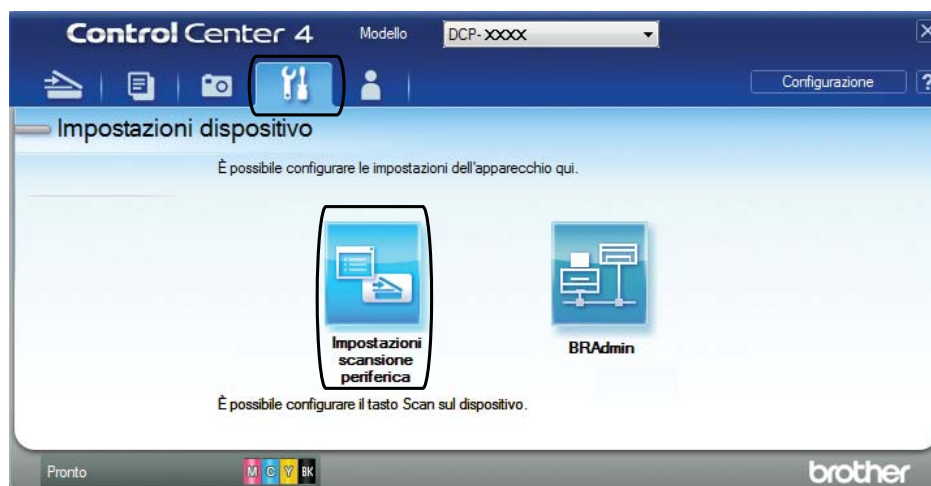 Control Center 4
Modello
DCP-XXXX
Configurazione
?
Impostazioni dispositivo
È possibile configurare le impostazioni dell'apparecchio qui.
Impostazioni
scansione
periferica
BRAdmin
È possibile configurare il tasto Scan sul dispositivo.
Pronto
M C Y BK
brother